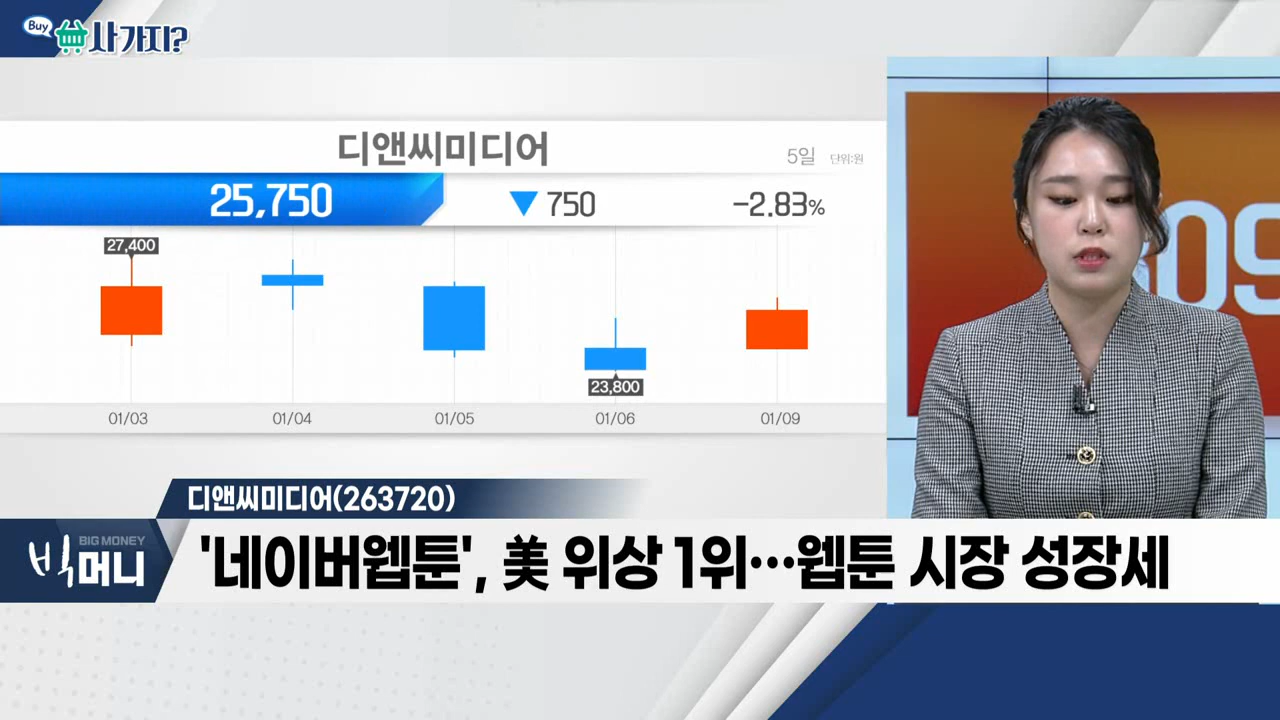 Buy
사가지?
디앤씨미디어
5일 단위:원
25,750 ▼ 750 -2.83%
27,400
23,800
01/03 01/04 01/05 01/06 01/09
09
디앤씨미디어(263720)
BIG MONEY
빅머니
'네이버웹툰', 美 위상 1위…웹툰 시장 성장세